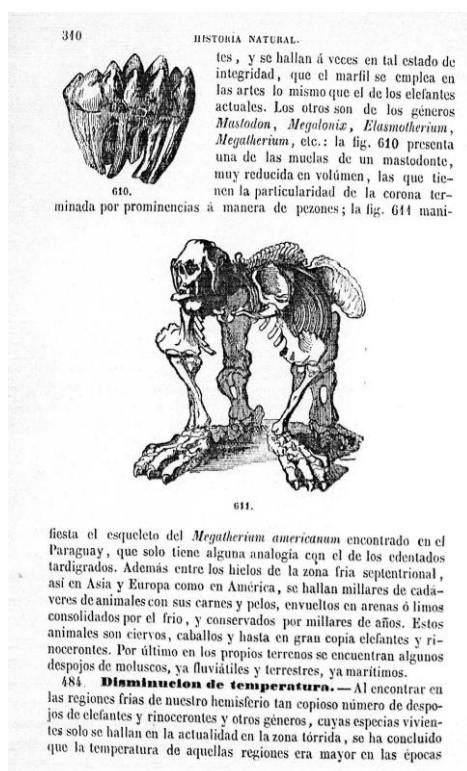 310
HISTORIA NATURAL.
tes, y se hallan á veces en tal estado de
integridad, que el marfil se emplea en
las artes lo mismo que el de los elefantes
actuales. Los otros son de los géneros
Mastodon, Megalonix, Elasmotherium,
Megatherium, etc.: la fig. 610 presenta
una de las muelas de un mastodonte,
muy reducida en volúmen, las que tie-
nen la particularidad de la corona ter-
610.
minada por prominencias á manera de pezones; la fig. 611 mani-
611.
fiesta el esqueleto del Megatherium americanum encontrado en el
Paraguay, que solo tiene alguna analogía con el de los edentados
tardigrados. Además entre los hielos de la zona fria septentrional,
así en Asia y Europa como en América, se hallan millares de cadá-
veres de animales con sus carnes y pelos, envueltos en arenas ó limos
consolidados por el frio, y conservados por millares de años. Estos
animales son ciervos, caballos y hasta en gran copia elefantes y ri-
nocerontes. Por último en los propios terrenos se encuentran algunos
despojos de moluscos, ya fluviátiles y terrestres, ya marítimos.
484. Disminucion de temperatura.—Al encontrar en
las regiones frias de nuestro hemisferio tan copioso número de despo-
jos de elefantes y rinocerontes y otros géneros, cuyas especias vivien-
tes solo se hallan en la actualidad en la zona tórrida, se ha concluido
que la temperatura de aquellas regiones era mayor en las épocas